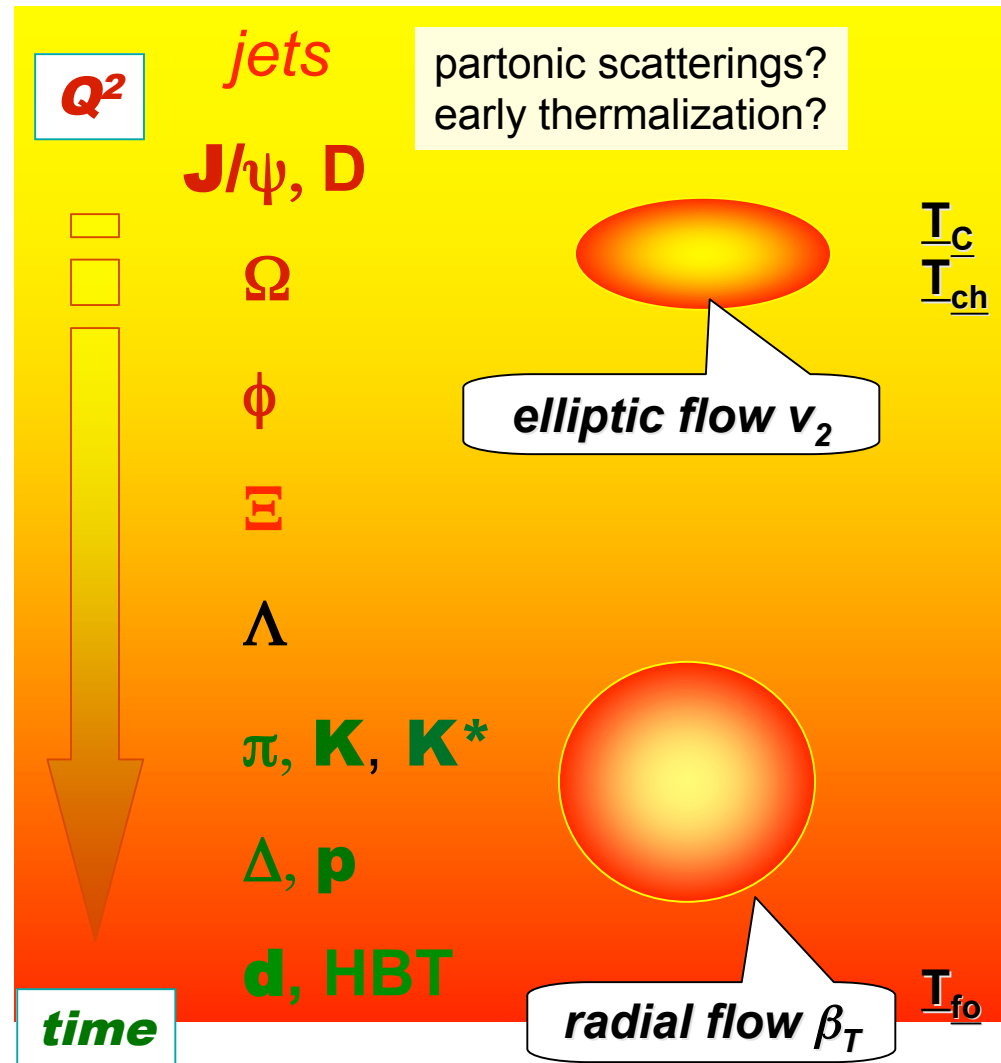 jets
Q²
partonic scatterings?
early thermalization?
J/ψ, D
T_C
Ω
T_ch
ϕ
elliptic flow v₂
Ξ
Λ
π, K, K*
Δ, p
d, HBT
T_fo
radial flow β_T
time